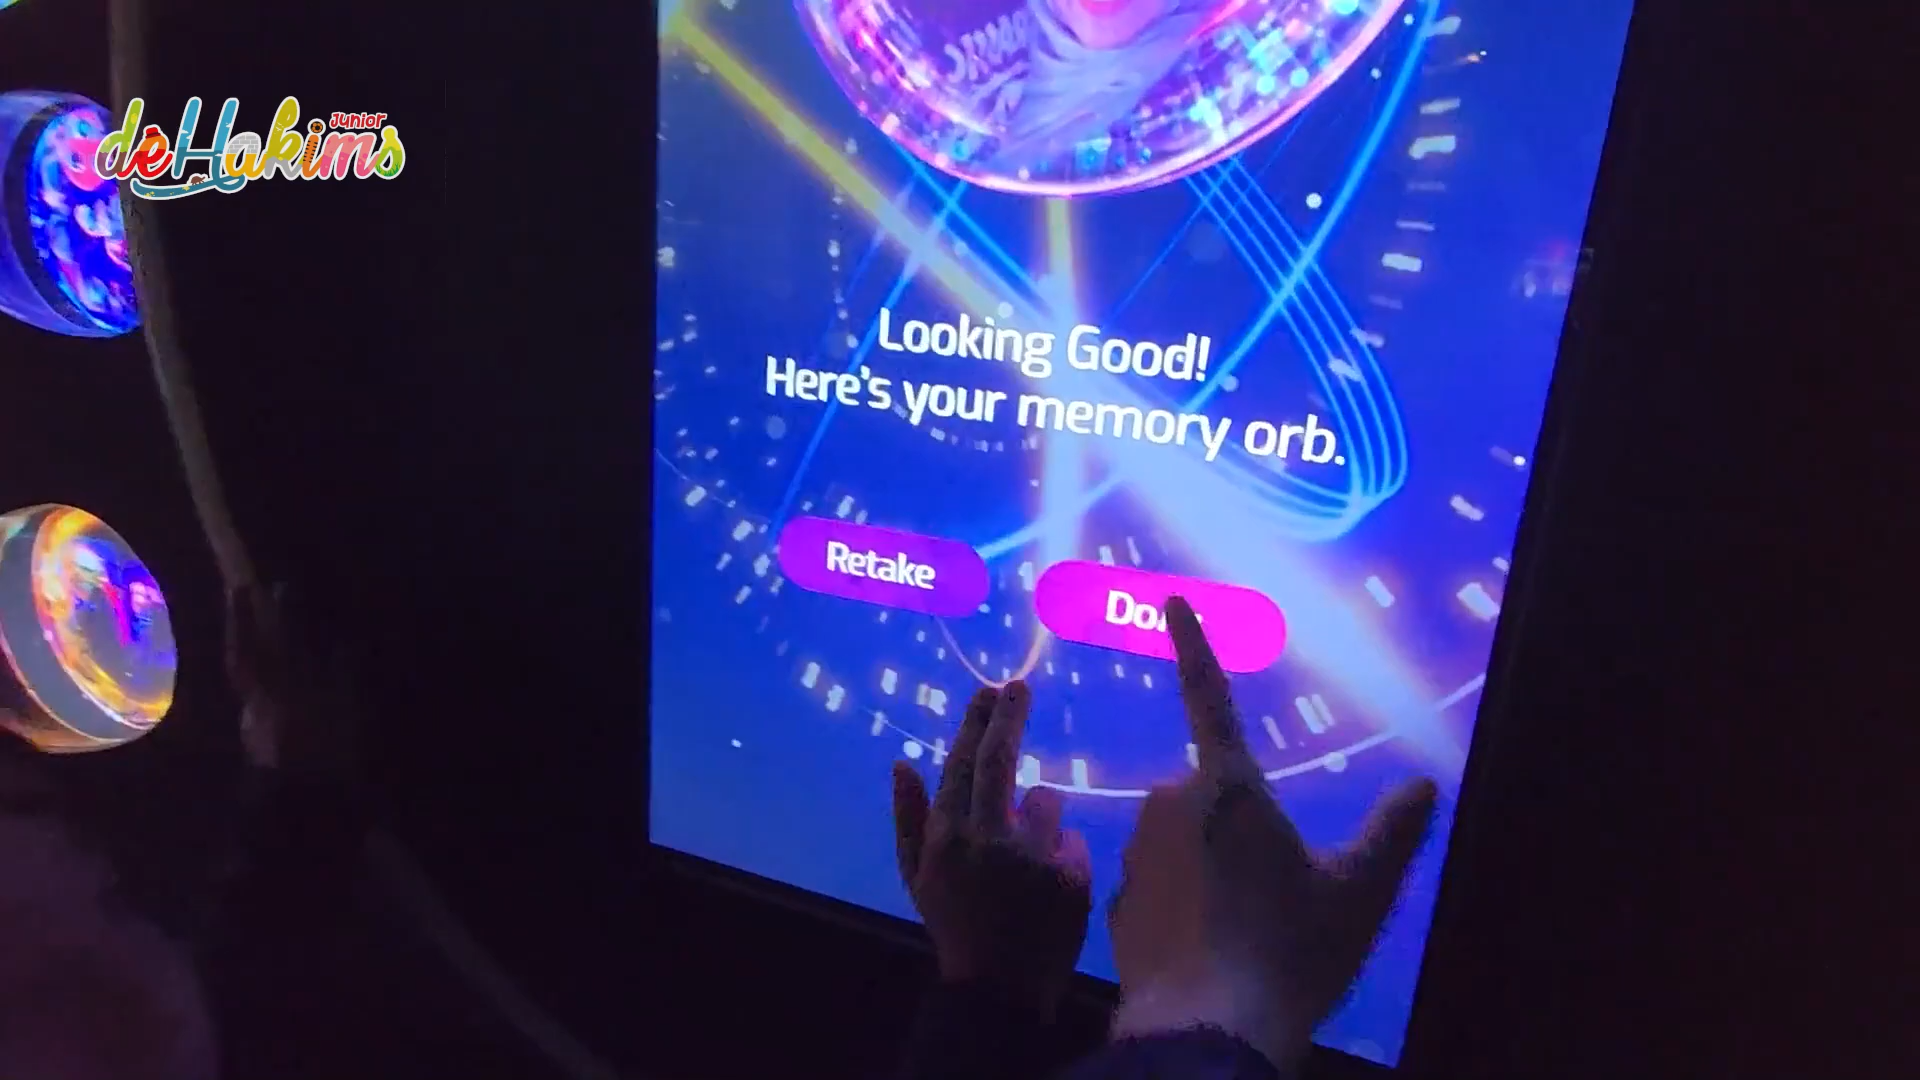 deHakims
Junior
Looking Good!
Here's your memory orb.
Retake